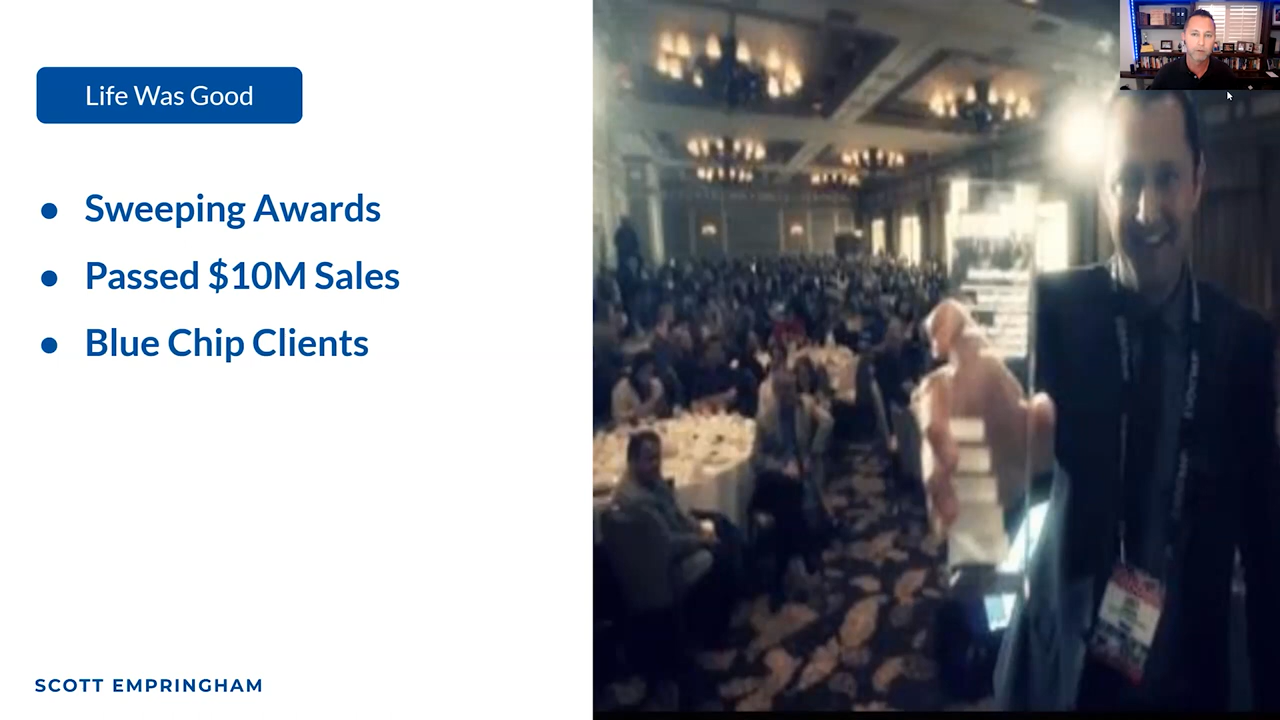 Life Was Good
● Sweeping Awards
● Passed $10M Sales
● Blue Chip Clients
SCOTT EMPRINGHAM